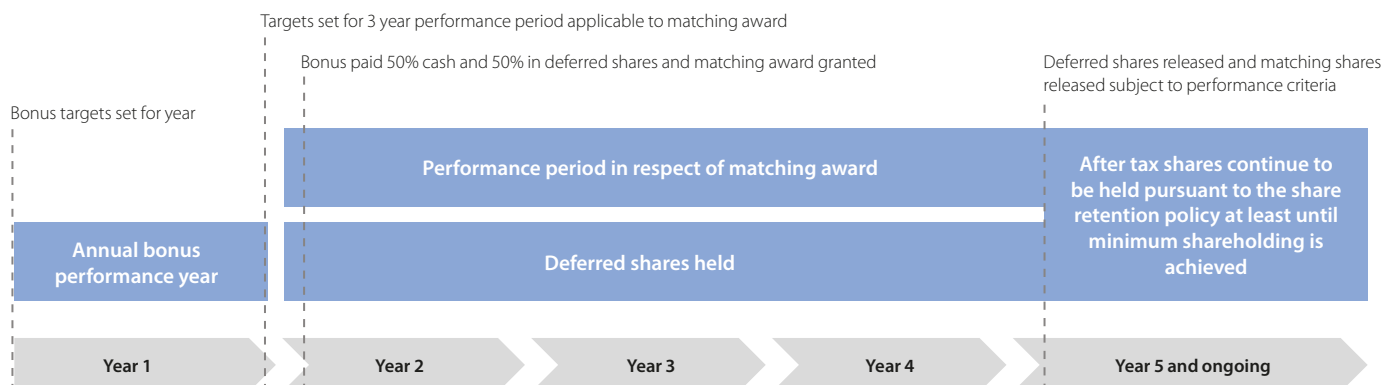 Targets set for 3 year performance period applicable to matching award
Bonus paid 50% cash and 50% in deferred shares and matching award granted
Deferred shares released and matching shares
released subject to performance criteria
Bonus targets set for year
Performance period in respect of matching award
After tax shares continue to
be held pursuant to the share
retention policy at least until
minimum shareholding is
achieved
Annual bonus
performance year
Deferred shares held
Year 1
Year 2
Year 3
Year 4
Year 5 and ongoing